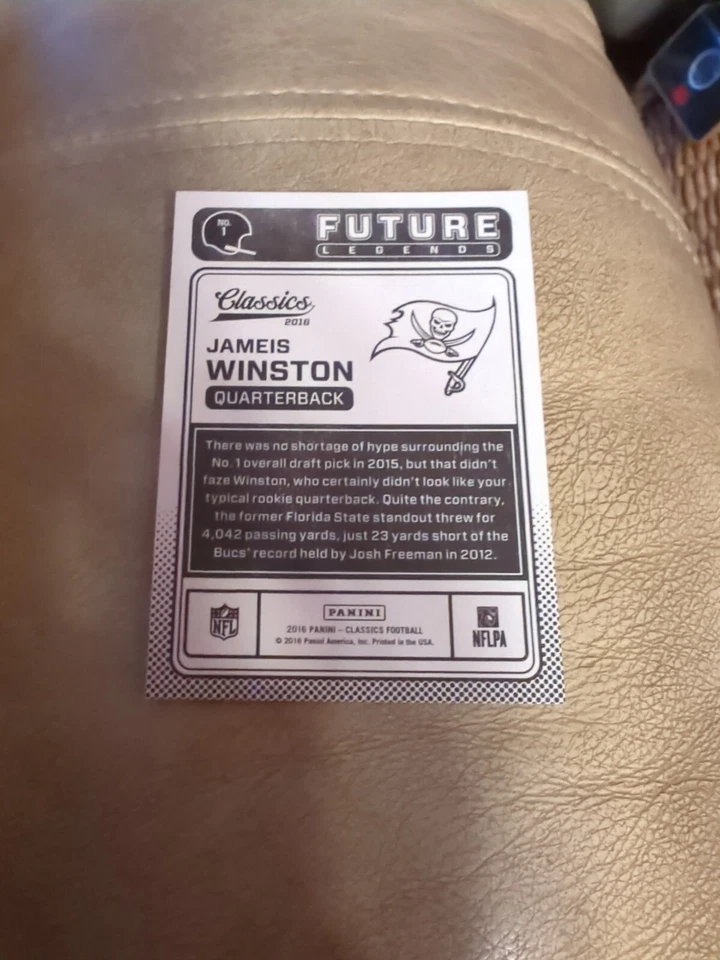 NO.
1
FUTURE
LEGENDS
Classics
2016
JAMEIS
WINSTON
QUARTERBACK
There was no shortage of hype surrounding the
No. 1 overall draft pick in 2015, but that didn't
faze Winston, who certainly didn't look like your
typical rookie quarterback. Quite the contrary,
the former Florida State standout threw for
4,042 passing yards, just 23 yards short of the
Bucs' record held by Josh Freeman in 2012.
NFL
PANINI
2016 PANINI – CLASSICS FOOTBALL
© 2016 Panini America, Inc. Printed in the USA.
NFLPA